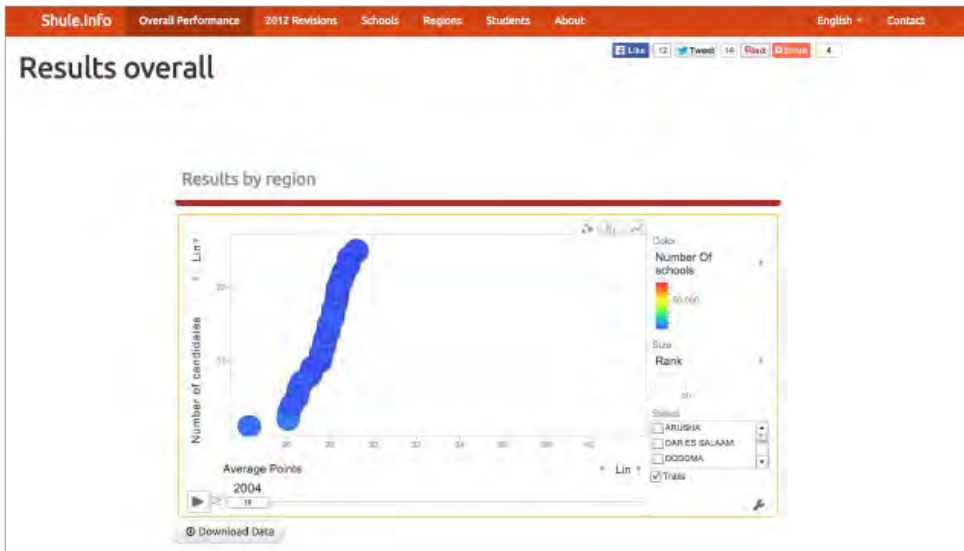 Shule.Info Overall Performance 2012 Revisions Schools Regions Students About English Contact
Like 12 Tweet 14 4
Results overall
Results by region
Color
Lin
Number Of
schools
Size
Rank
Number of candidates
Select
ARUSHA
DAR ES SALAAM
DODOMA
Average Points
Lin
Trails
2004
Download Data